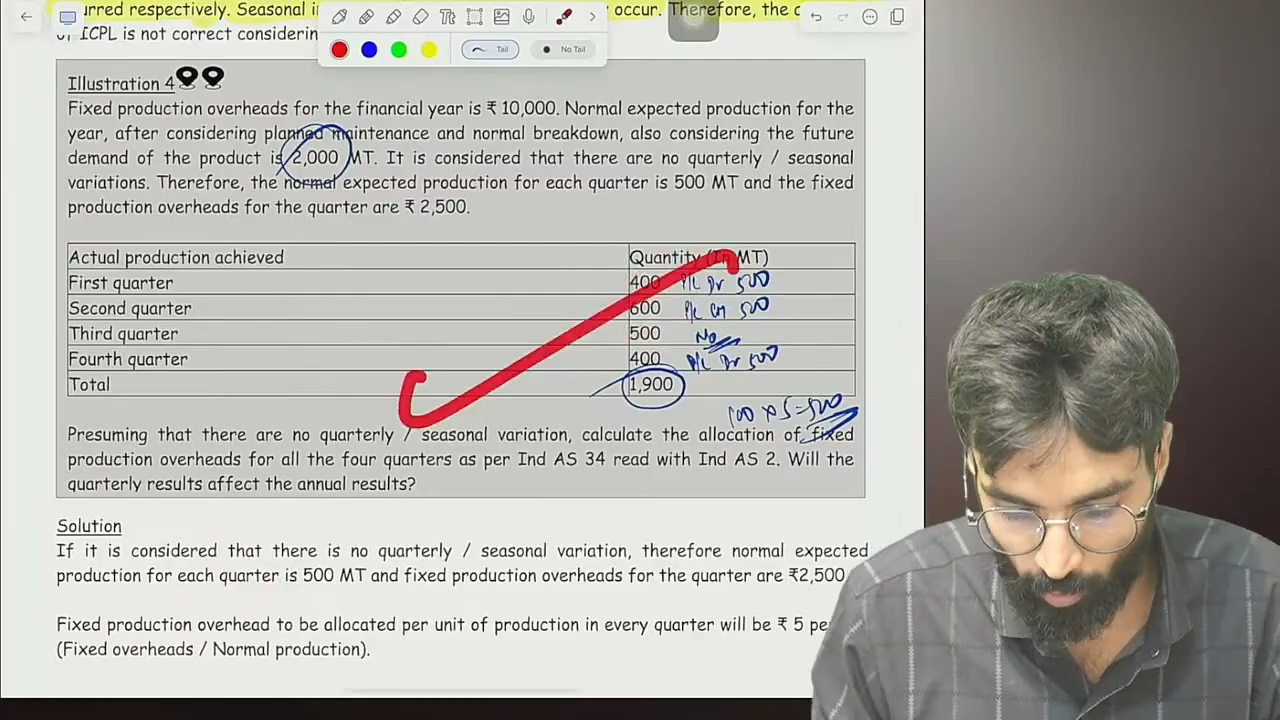 urred respectively. Seasonal i
occur. Therefore, the c
of ICPL is not correct considerin
Tail
No Tail
Illustration 4
Fixed production overheads for the financial year is ₹ 10,000. Normal expected production for the
year, after considering planned maintenance and normal breakdown, also considering the future
demand of the product is 2,000 MT. It is considered that there are no quarterly / seasonal
variations. Therefore, the normal expected production for each quarter is 500 MT and the fixed
production overheads for the quarter are ₹ 2,500.
Actual production achieved Quantity (In MT)
First quarter 400 P/L Dr 500
Second quarter 600 P/L Cr 500
Third quarter 500 No
Fourth quarter 400 P/L Dr 500
Total 1,900
100 x 5 = 500
Presuming that there are no quarterly / seasonal variation, calculate the allocation of fixed
production overheads for all the four quarters as per Ind AS 34 read with Ind AS 2. Will the
quarterly results affect the annual results?
Solution
If it is considered that there is no quarterly / seasonal variation, therefore normal expected
production for each quarter is 500 MT and fixed production overheads for the quarter are ₹2,500
Fixed production overhead to be allocated per unit of production in every quarter will be ₹ 5 pe
(Fixed overheads / Normal production).